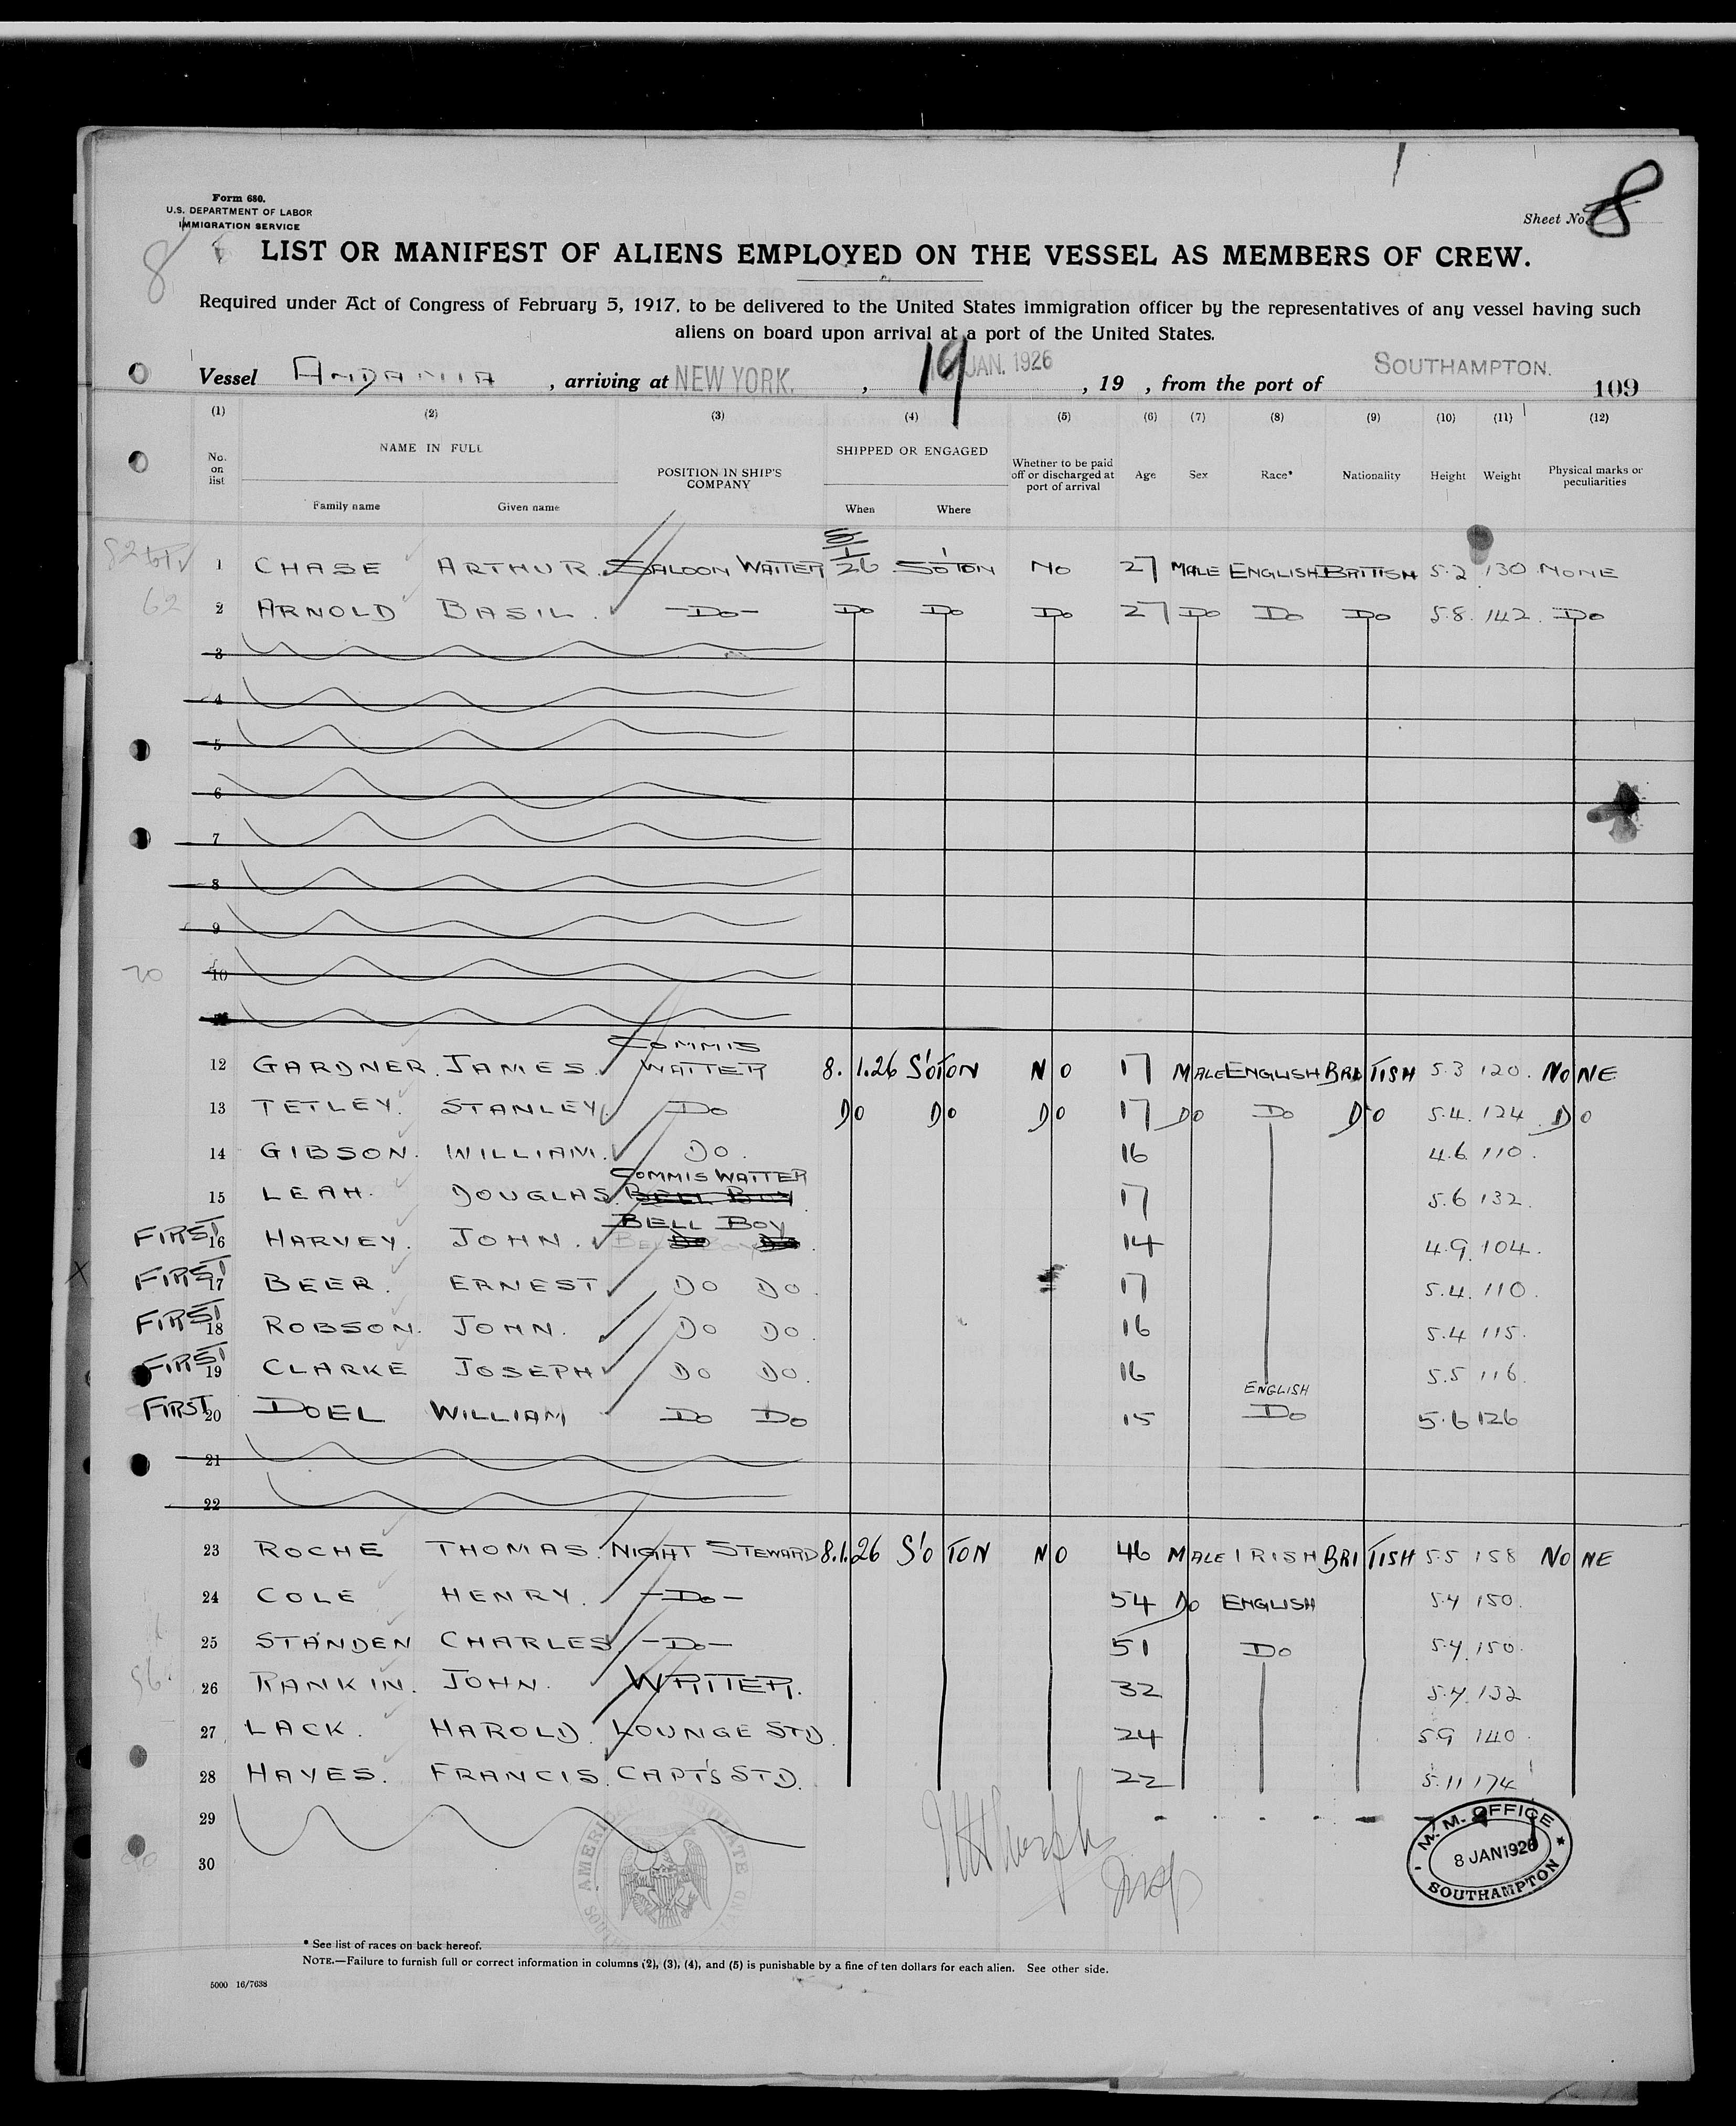 Form 680.
U.S. DEPARTMENT OF LABOR
IMMIGRATION SERVICE
Sheet No. 8
8
LIST OR MANIFEST OF ALIENS EMPLOYED ON THE VESSEL AS MEMBERS OF CREW.
Required under Act of Congress of February 5, 1917, to be delivered to the United States immigration officer by the representatives of any vessel having such
aliens on board upon arrival at a port of the United States.
Vessel ANDANIA, arriving at NEW YORK., 19 JAN. 1926, 19 , from the port of SOUTHAMPTON. 109
(1) (2) (3) (4) (5) (6) (7) (8) (9) (10) (11) (12)
No. on list NAME IN FULL Family name Given name POSITION IN SHIP'S COMPANY SHIPPED OR ENGAGED When Where Whether to be paid off or discharged at port of arrival Age Sex Race* Nationality Height Weight Physical marks or peculiarities
1 CHASE ARTHUR. SALOON WAITER 26 SO'TON NO 27 MALE ENGLISH BRITISH 5.2 130 NONE
62 2 ARNOLD BASIL. -DO- DO DO DO 27 DO DO DO 5.8. 142. DO
3
4
5
6
7
8
9
70 10
12 GARDNER. JAMES. COMMIS WAITER 8.1.26 S'OTON NO 17 MALE ENGLISH BRITISH 5.3 120. NONE
13 TETLEY. STANLEY DO DO DO DO 17 DO DO DO 5.4. 124. DO
14 GIBSON. WILLIAM. DO. 16 4.6. 110.
15 LEAH. DOUGLAS. COMMIS WAITER BELL BOY 17 5.6 132.
FIRST 16 HARVEY. JOHN. BELL BOY DO DO. 14 4.9. 104.
FIRST 17 BEER. ERNEST DO DO. 17 5.4. 110.
FIRST 18 ROBSON. JOHN. DO DO. 16 5.4 115.
FIRST 19 CLARKE JOSEPH DO DO. 16 5.5 116.
FIRST 20 DOEL WILLIAM DO DO 15 ENGLISH DO 5.6 126
21
22
23 ROCHE THOMAS. NIGHT STEWARD 8.1.26 S'OTON NO 46 MALE IRISH BRITISH 5.5 158 NONE
24 COLE HENRY. -DO- 54 DO ENGLISH 5.4 150.
25 STANDEN CHARLES -DO- 51 DO 5.4. 150.
26 RANKIN. JOHN. WRITER. 32 5.4. 132
27 LACK. HAROLD. LOUNGE STD. 24 5.9 140.
28 HAYES. FRANCIS. CAPT'S STD. 22 5.11 174
29
30
M.M. OFFICE
8 JAN 1926
SOUTHAMPTON
* See list of races on back hereof.
NOTE.—Failure to furnish full or correct information in columns (2), (3), (4), and (5) is punishable by a fine of ten dollars for each alien. See other side.
5000 16/7638